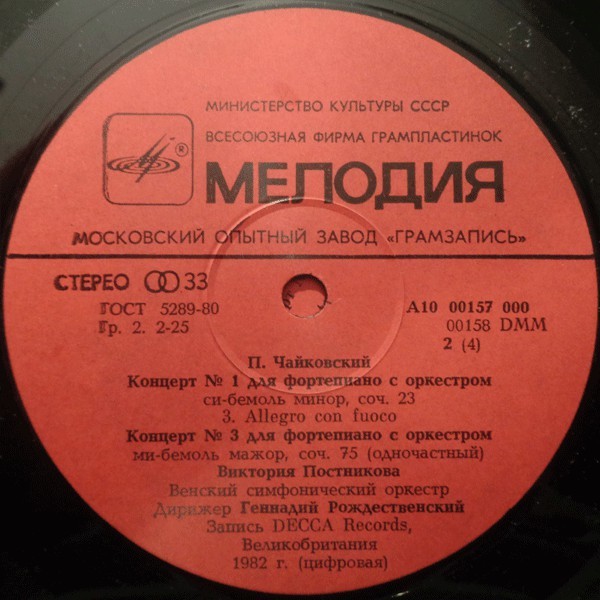 МИНИСТЕРСТВО КУЛЬТУРЫ СССР
ВСЕСОЮЗНАЯ ФИРМА ГРАМПЛАСТИНОК
®
МЕЛОДИЯ
МОСКОВСКИЙ ОПЫТНЫЙ ЗАВОД «ГРАМЗАПИСЬ»
СТЕРЕО 33
ГОСТ 5289-80
Гр. 2. 2-25
А10 00157 000
00158 DMM
2 (4)
П. Чайковский
Концерт № 1 для фортепиано с оркестром
си-бемоль минор, соч. 23
3. Allegro con fuoco
Концерт № 3 для фортепиано с оркестром
ми-бемоль мажор, соч. 75 (одночастный)
Виктория Постникова
Венский симфонический оркестр
Дирижер Геннадий Рождественский
Запись DECCA Records,
Великобритания
1982 г. (цифровая)